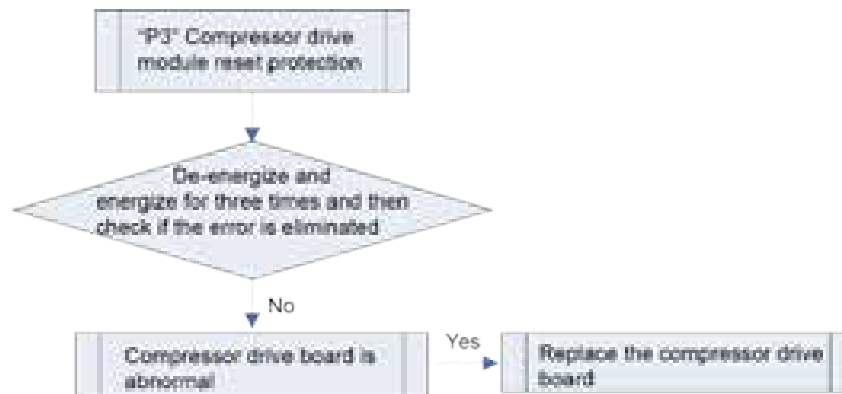 "P3" Compressor drive
module reset protection
De-energize and
energize for three times and then
check if the error is eliminated
No
Compressor drive board is
abnormal
Yes
Replace the compressor drive
board